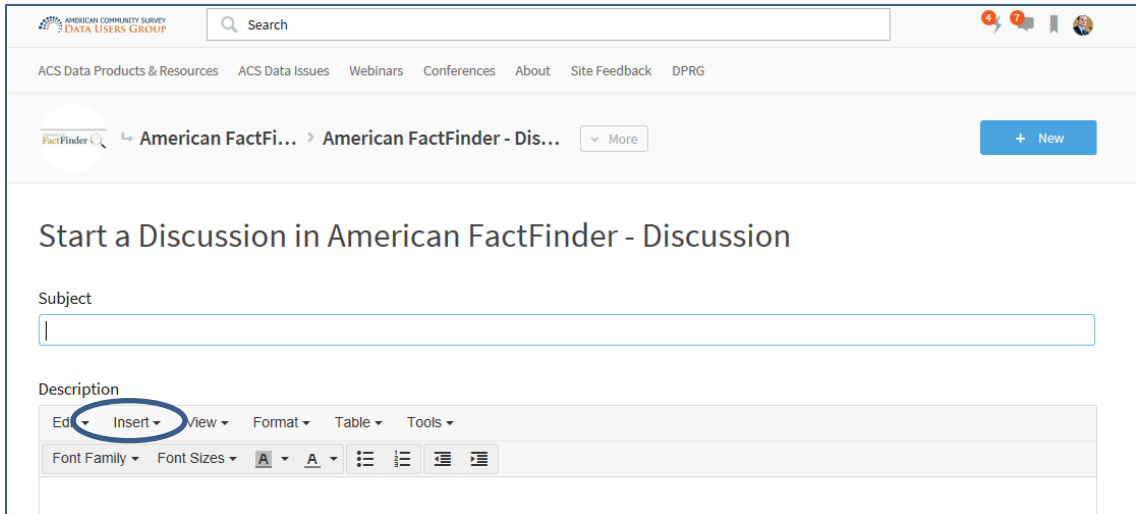 AMERICAN COMMUNITY SURVEY
DATA USERS GROUP
Search
4
7
ACS Data Products & Resources ACS Data Issues Webinars Conferences About Site Feedback DPRG
FactFinder American FactFi... > American FactFinder - Dis... More
+ New
Start a Discussion in American FactFinder - Discussion
Subject
Description
Insert View Format Table Tools
Font Family Font Sizes A A